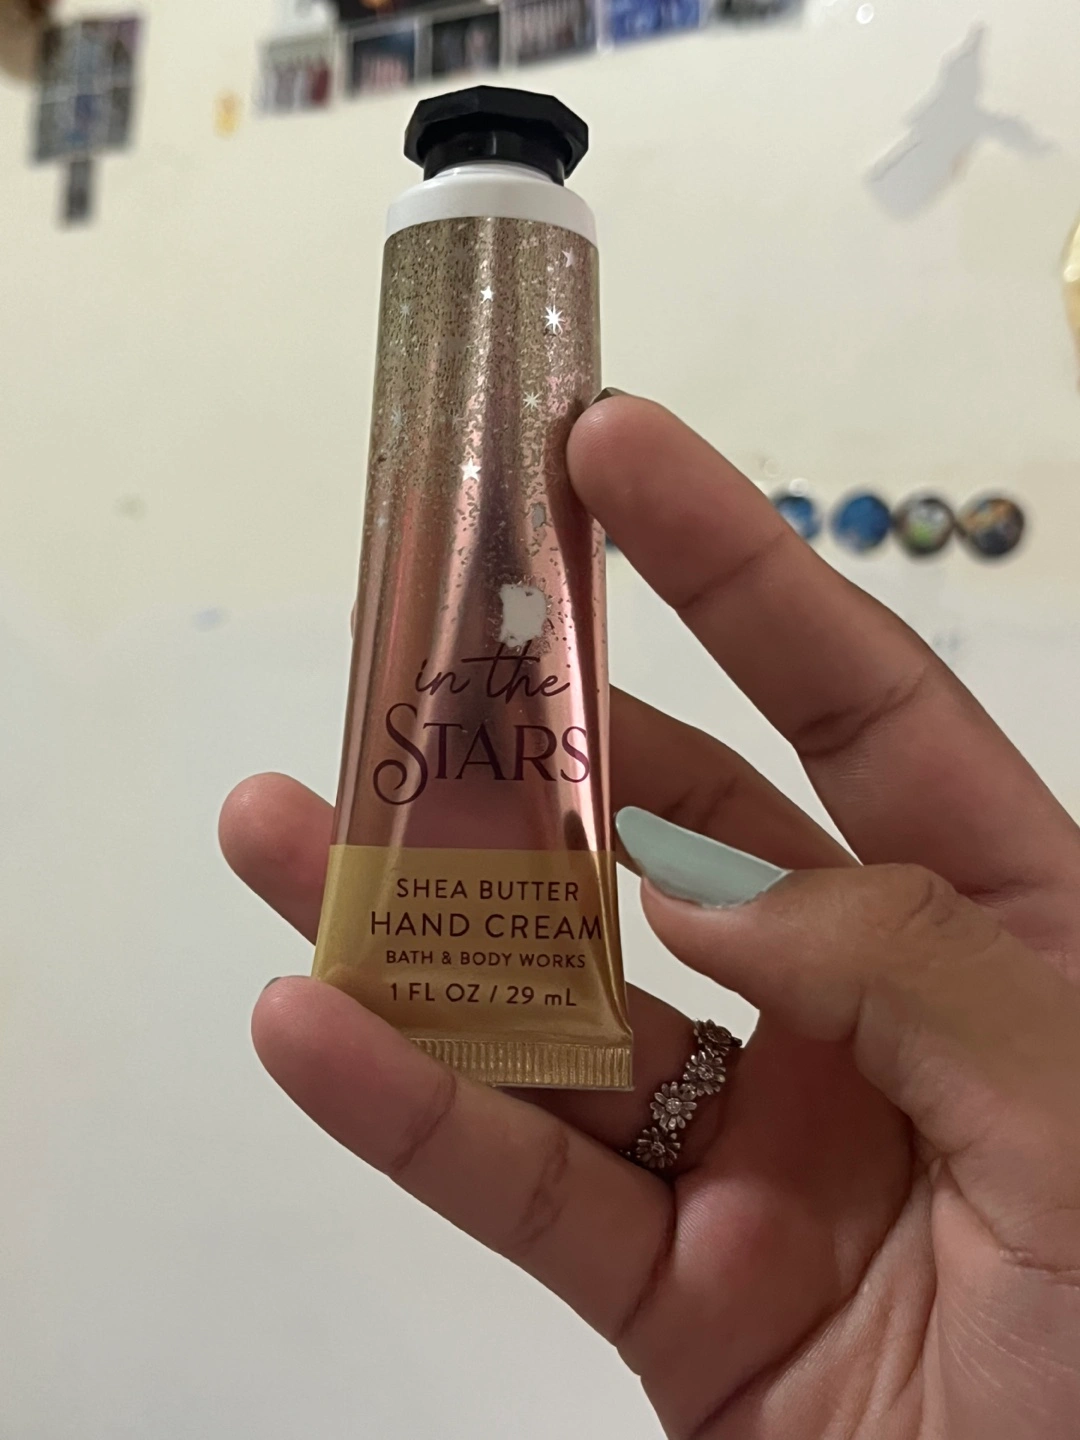 in the
STARS
SHEA BUTTER
HAND CREAM
BATH & BODY WORKS
1 FL OZ / 29 mL